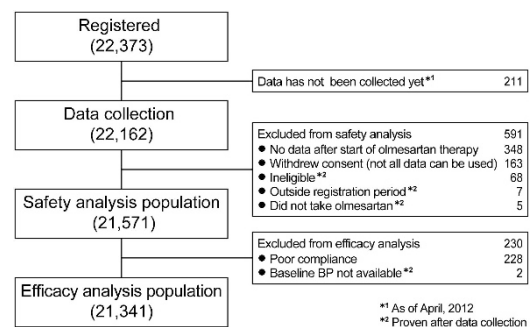 Registered
(22,373)
Data has not been collected yet*1 211
Data collection
(22,162)
Excluded from safety analysis 591
● No data after start of olmesartan therapy 348
● Withdrew consent (not all data can be used) 163
● Ineligible*2 68
● Outside registration period*2 7
● Did not take olmesartan*2 5
Safety analysis population
(21,571)
Excluded from efficacy analysis 230
● Poor compliance 228
● Baseline BP not available*2 2
Efficacy analysis population
(21,341)
*1 As of April, 2012
*2 Proven after data collection